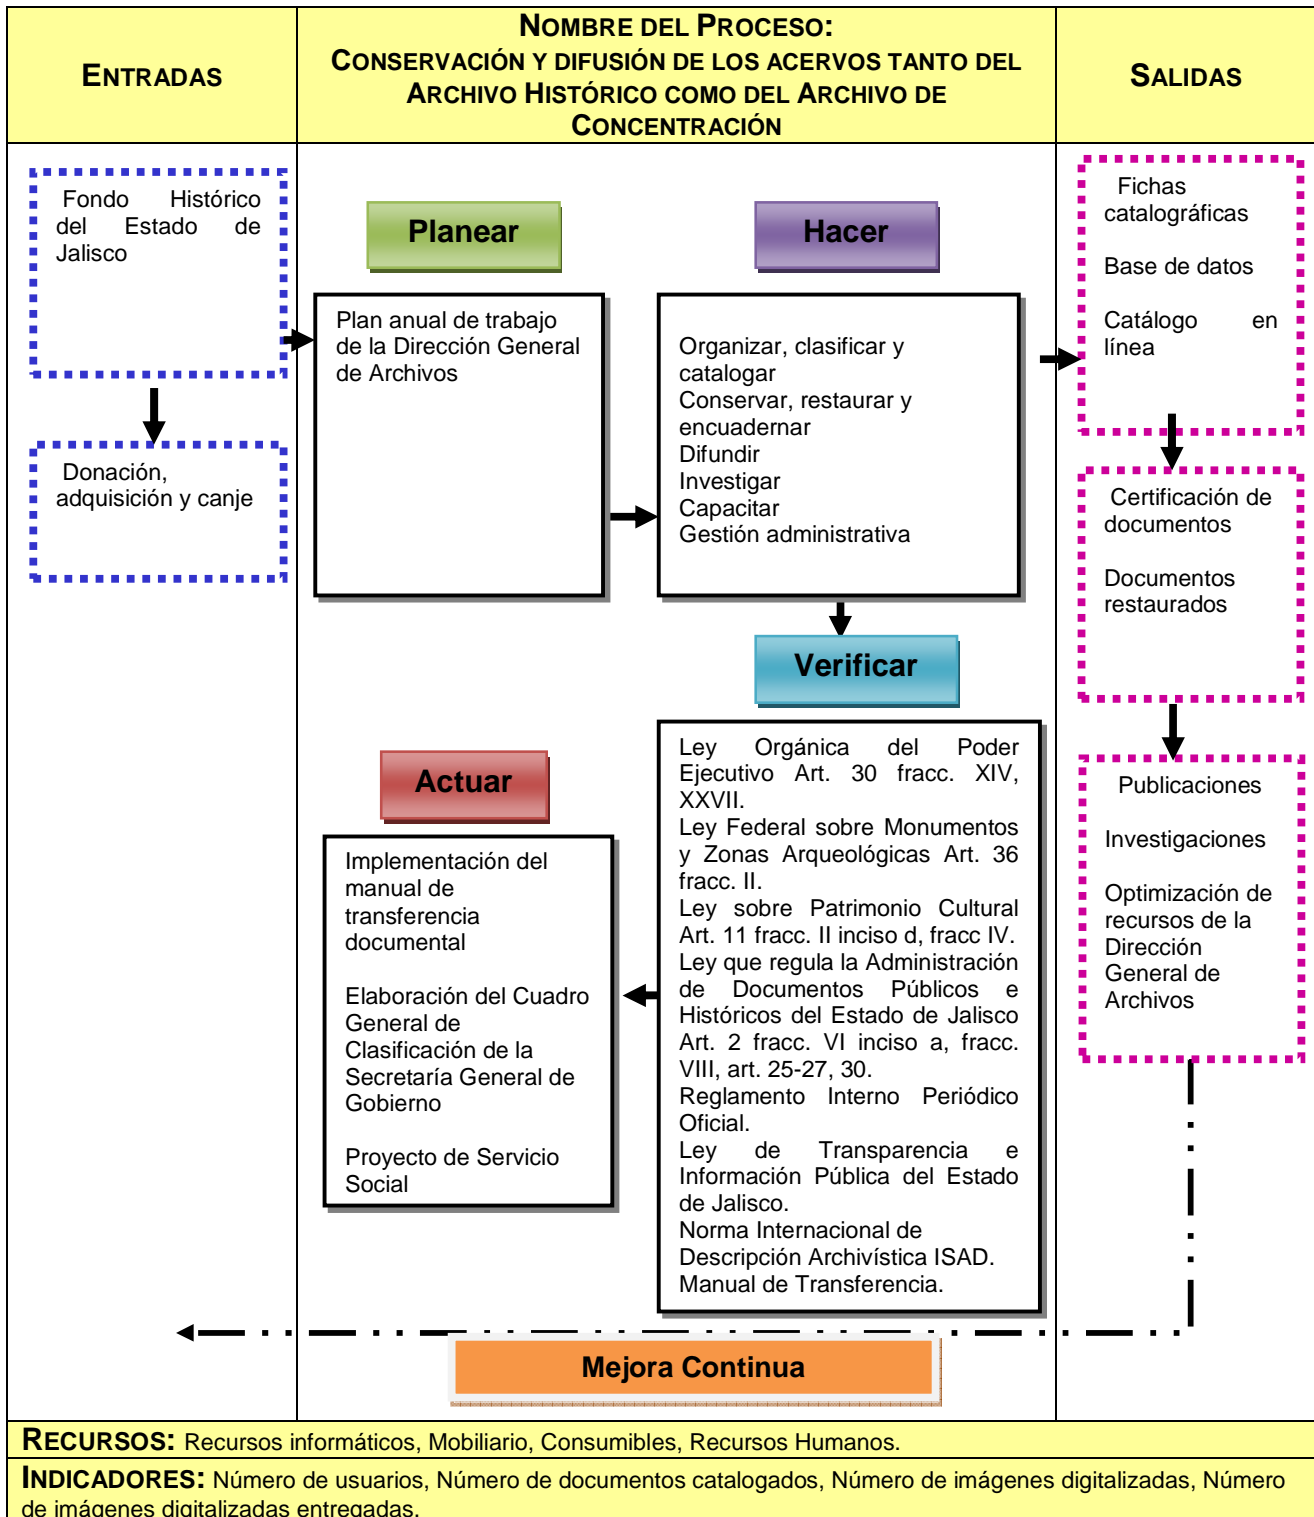 ENTRADAS
NOMBRE DEL PROCESO:
CONSERVACIÓN Y DIFUSIÓN DE LOS ACERVOS TANTO DEL
ARCHIVO HISTÓRICO COMO DEL ARCHIVO DE
CONCENTRACIÓN
SALIDAS
Fondo Histórico
del Estado de
Jalisco
Donación,
adquisición y canje
Planear
Plan anual de trabajo
de la Dirección General
de Archivos
Hacer
Organizar, clasificar y
catalogar
Conservar, restaurar y
encuadernar
Difundir
Investigar
Capacitar
Gestión administrativa
Verificar
Ley Orgánica del Poder
Ejecutivo Art. 30 fracc. XIV,
XXVII.
Ley Federal sobre Monumentos
y Zonas Arqueológicas Art. 36
fracc. II.
Ley sobre Patrimonio Cultural
Art. 11 fracc. II inciso d, fracc IV.
Ley que regula la Administración
de Documentos Públicos e
Históricos del Estado de Jalisco
Art. 2 fracc. VI inciso a, fracc.
VIII, art. 25-27, 30.
Reglamento Interno Periódico
Oficial.
Ley de Transparencia e
Información Pública del Estado
de Jalisco.
Norma Internacional de
Descripción Archivística ISAD.
Manual de Transferencia.
Actuar
Implementación del
manual de
transferencia
documental
Elaboración del Cuadro
General de
Clasificación de la
Secretaría General de
Gobierno
Proyecto de Servicio
Social
Fichas
catalográficas
Base de datos
Catálogo en
línea
Certificación de
documentos
Documentos
restaurados
Publicaciones
Investigaciones
Optimización de
recursos de la
Dirección
General de
Archivos
Mejora Continua
RECURSOS: Recursos informáticos, Mobiliario, Consumibles, Recursos Humanos.
INDICADORES: Número de usuarios, Número de documentos catalogados, Número de imágenes digitalizadas, Número
de imágenes digitalizadas entregadas.